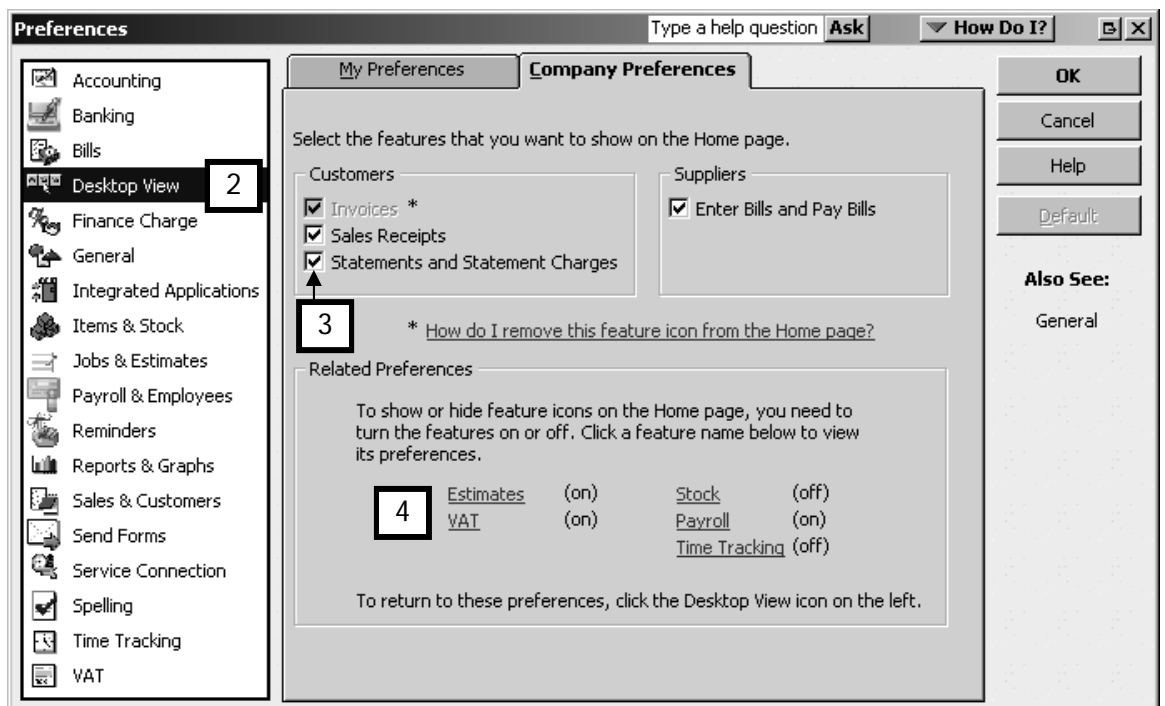 Preferences
Type a help question Ask
How Do I?
Accounting
Banking
Bills
Desktop View
2
Finance Charge
General
Integrated Applications
Items & Stock
Jobs & Estimates
Payroll & Employees
Reminders
Reports & Graphs
Sales & Customers
Send Forms
Service Connection
Spelling
Time Tracking
VAT
My Preferences
Company Preferences
Select the features that you want to show on the Home page.
Customers
Invoices *
Sales Receipts
Statements and Statement Charges
3
Suppliers
Enter Bills and Pay Bills
* How do I remove this feature icon from the Home page?
Related Preferences
To show or hide feature icons on the Home page, you need to
turn the features on or off. Click a feature name below to view
its preferences.
4
Estimates (on)
VAT (on)
Stock (off)
Payroll (on)
Time Tracking (off)
To return to these preferences, click the Desktop View icon on the left.
OK
Cancel
Help
Default
Also See:
General